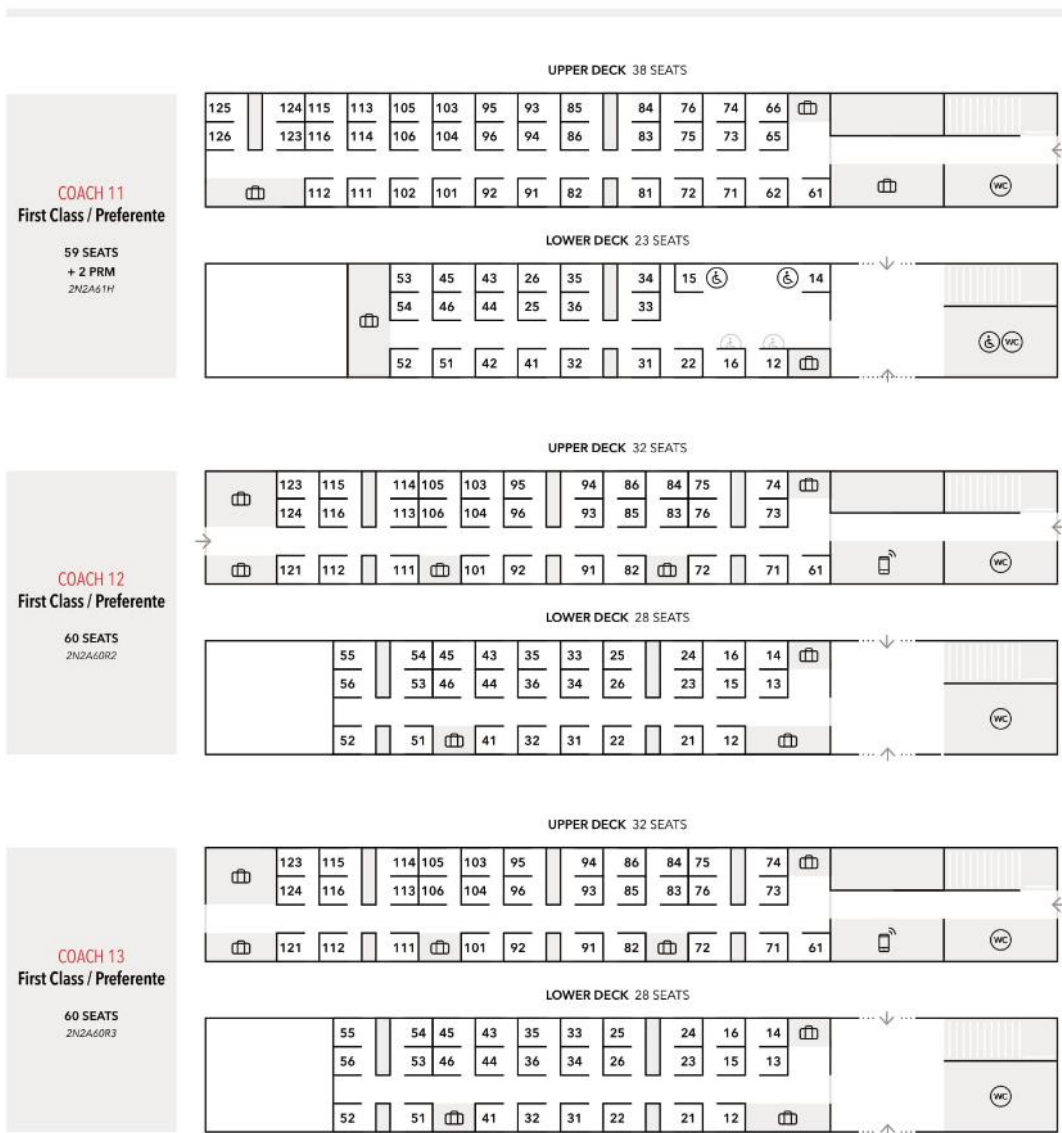 UPPER DECK 38 SEATS
125 124 115 113 105 103 95 93 85 84 76 74 66
126 123 116 114 106 104 96 94 86 83 75 73 65
112 111 102 101 92 91 82 81 72 71 62 61 WC
COACH 11
First Class / Preferente
59 SEATS
+ 2 PRM
2N2A61H
LOWER DECK 23 SEATS
53 45 43 26 35 34 15 14
54 46 44 25 36 33
52 51 42 41 32 31 22 16 12 WC
UPPER DECK 32 SEATS
123 115 114 105 103 95 94 86 84 75 74
124 116 113 106 104 96 93 85 83 76 73
121 112 111 101 92 91 82 72 71 61 WC
COACH 12
First Class / Preferente
60 SEATS
2N2A60R2
LOWER DECK 28 SEATS
55 54 45 43 35 33 25 24 16 14
56 53 46 44 36 34 26 23 15 13
52 51 41 32 31 22 21 12 WC
UPPER DECK 32 SEATS
123 115 114 105 103 95 94 86 84 75 74
124 116 113 106 104 96 93 85 83 76 73
121 112 111 101 92 91 82 72 71 61 WC
COACH 13
First Class / Preferente
60 SEATS
2N2A60R3
LOWER DECK 28 SEATS
55 54 45 43 35 33 25 24 16 14
56 53 46 44 36 34 26 23 15 13
52 51 41 32 31 22 21 12 WC